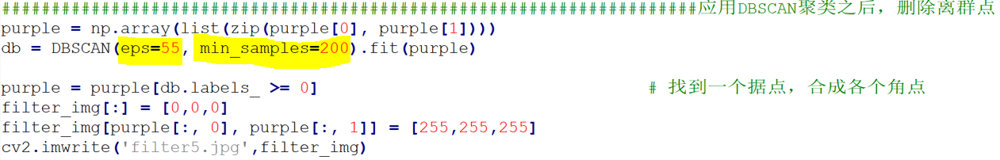 ######################################################################应用DBSCAN聚类之后，删除离群点
purple = np.array(list(zip(purple[0], purple[1])))
db = DBSCAN(eps=55, min_samples=200).fit(purple)
purple = purple[db.labels_ >= 0] # 找到一个据点，合成各个角点
filter_img[:] = [0,0,0]
filter_img[purple[:, 0], purple[:, 1]] = [255,255,255]
cv2.imwrite('filter5.jpg',filter_img)